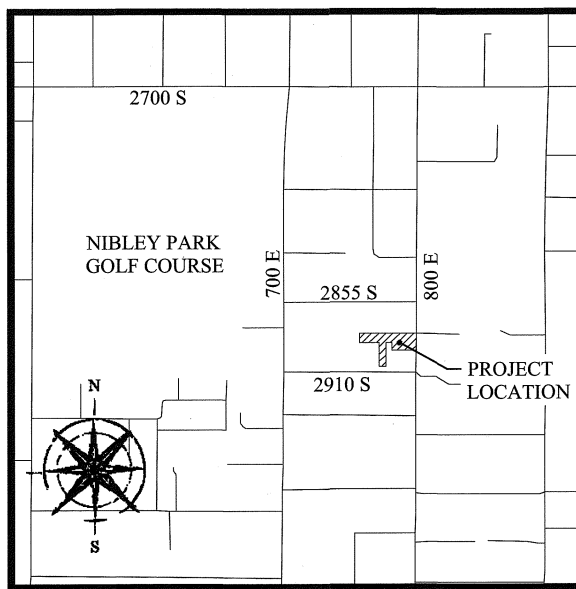 2700 S
NIBLEY PARK
GOLF COURSE
700 E
800 E
2855 S
PROJECT
LOCATION
2910 S
N
S